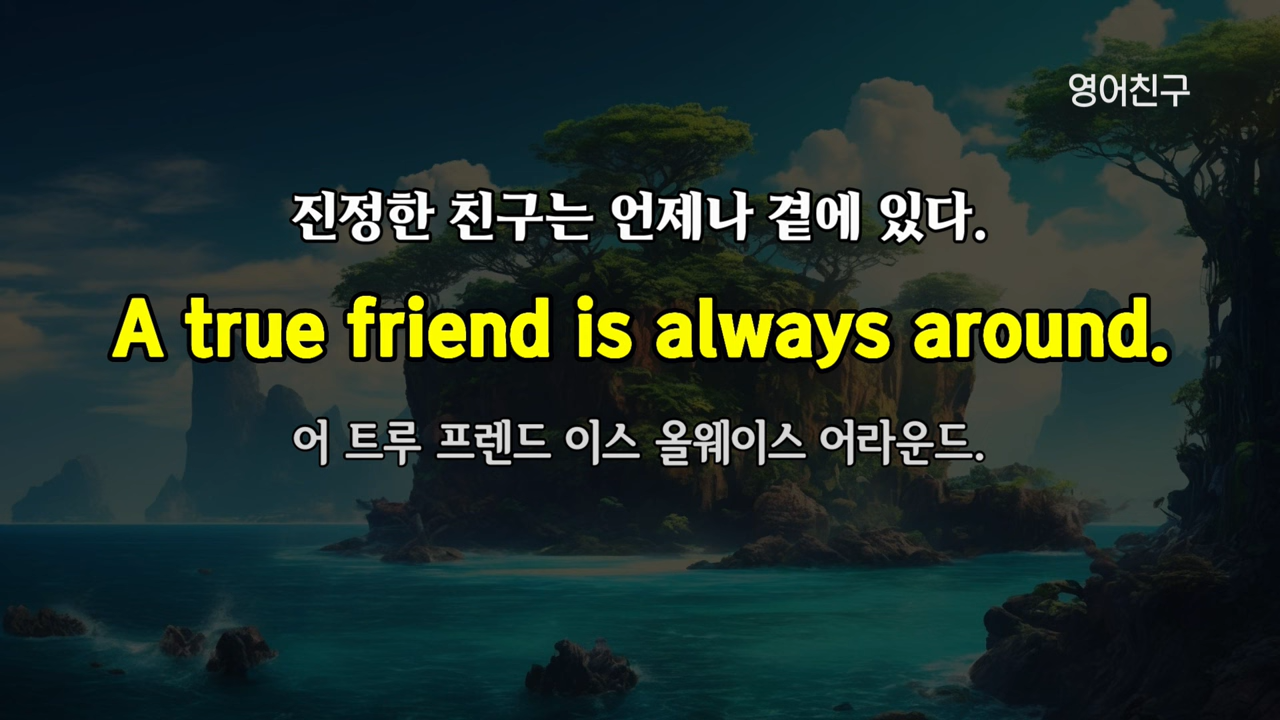 영어친구
진정한 친구는 언제나 곁에 있다.
A true friend is always around.
어 트루 프렌드 이스 올웨이스 어라운드.